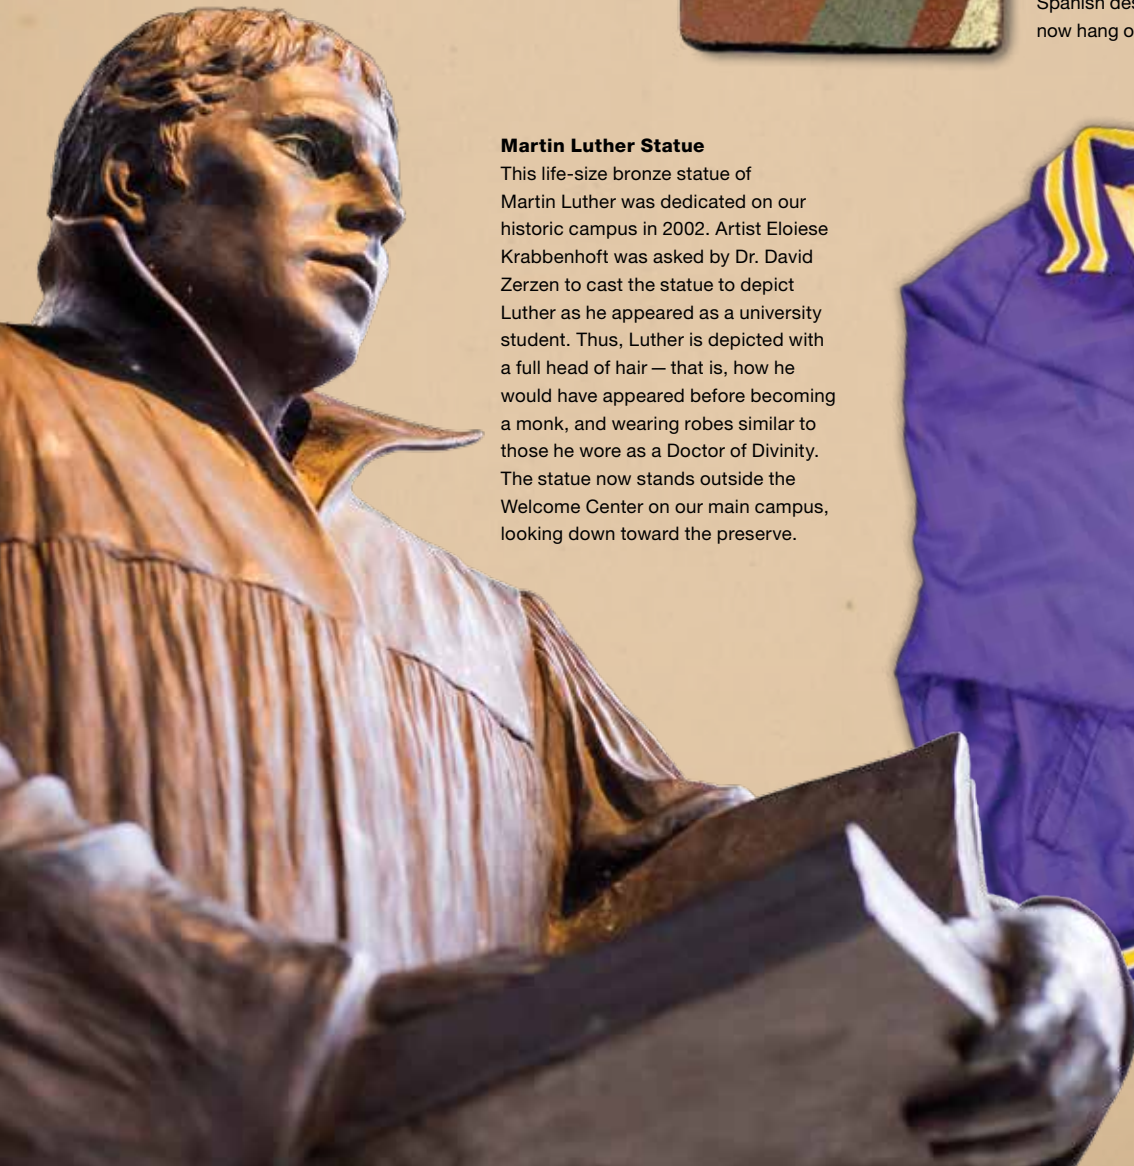 Spanish des
now hang o
Martin Luther Statue
This life-size bronze statue of
Martin Luther was dedicated on our
historic campus in 2002. Artist Eloiese
Krabbenhoft was asked by Dr. David
Zerzen to cast the statue to depict
Luther as he appeared as a university
student. Thus, Luther is depicted with
a full head of hair — that is, how he
would have appeared before becoming
a monk, and wearing robes similar to
those he wore as a Doctor of Divinity.
The statue now stands outside the
Welcome Center on our main campus,
looking down toward the preserve.